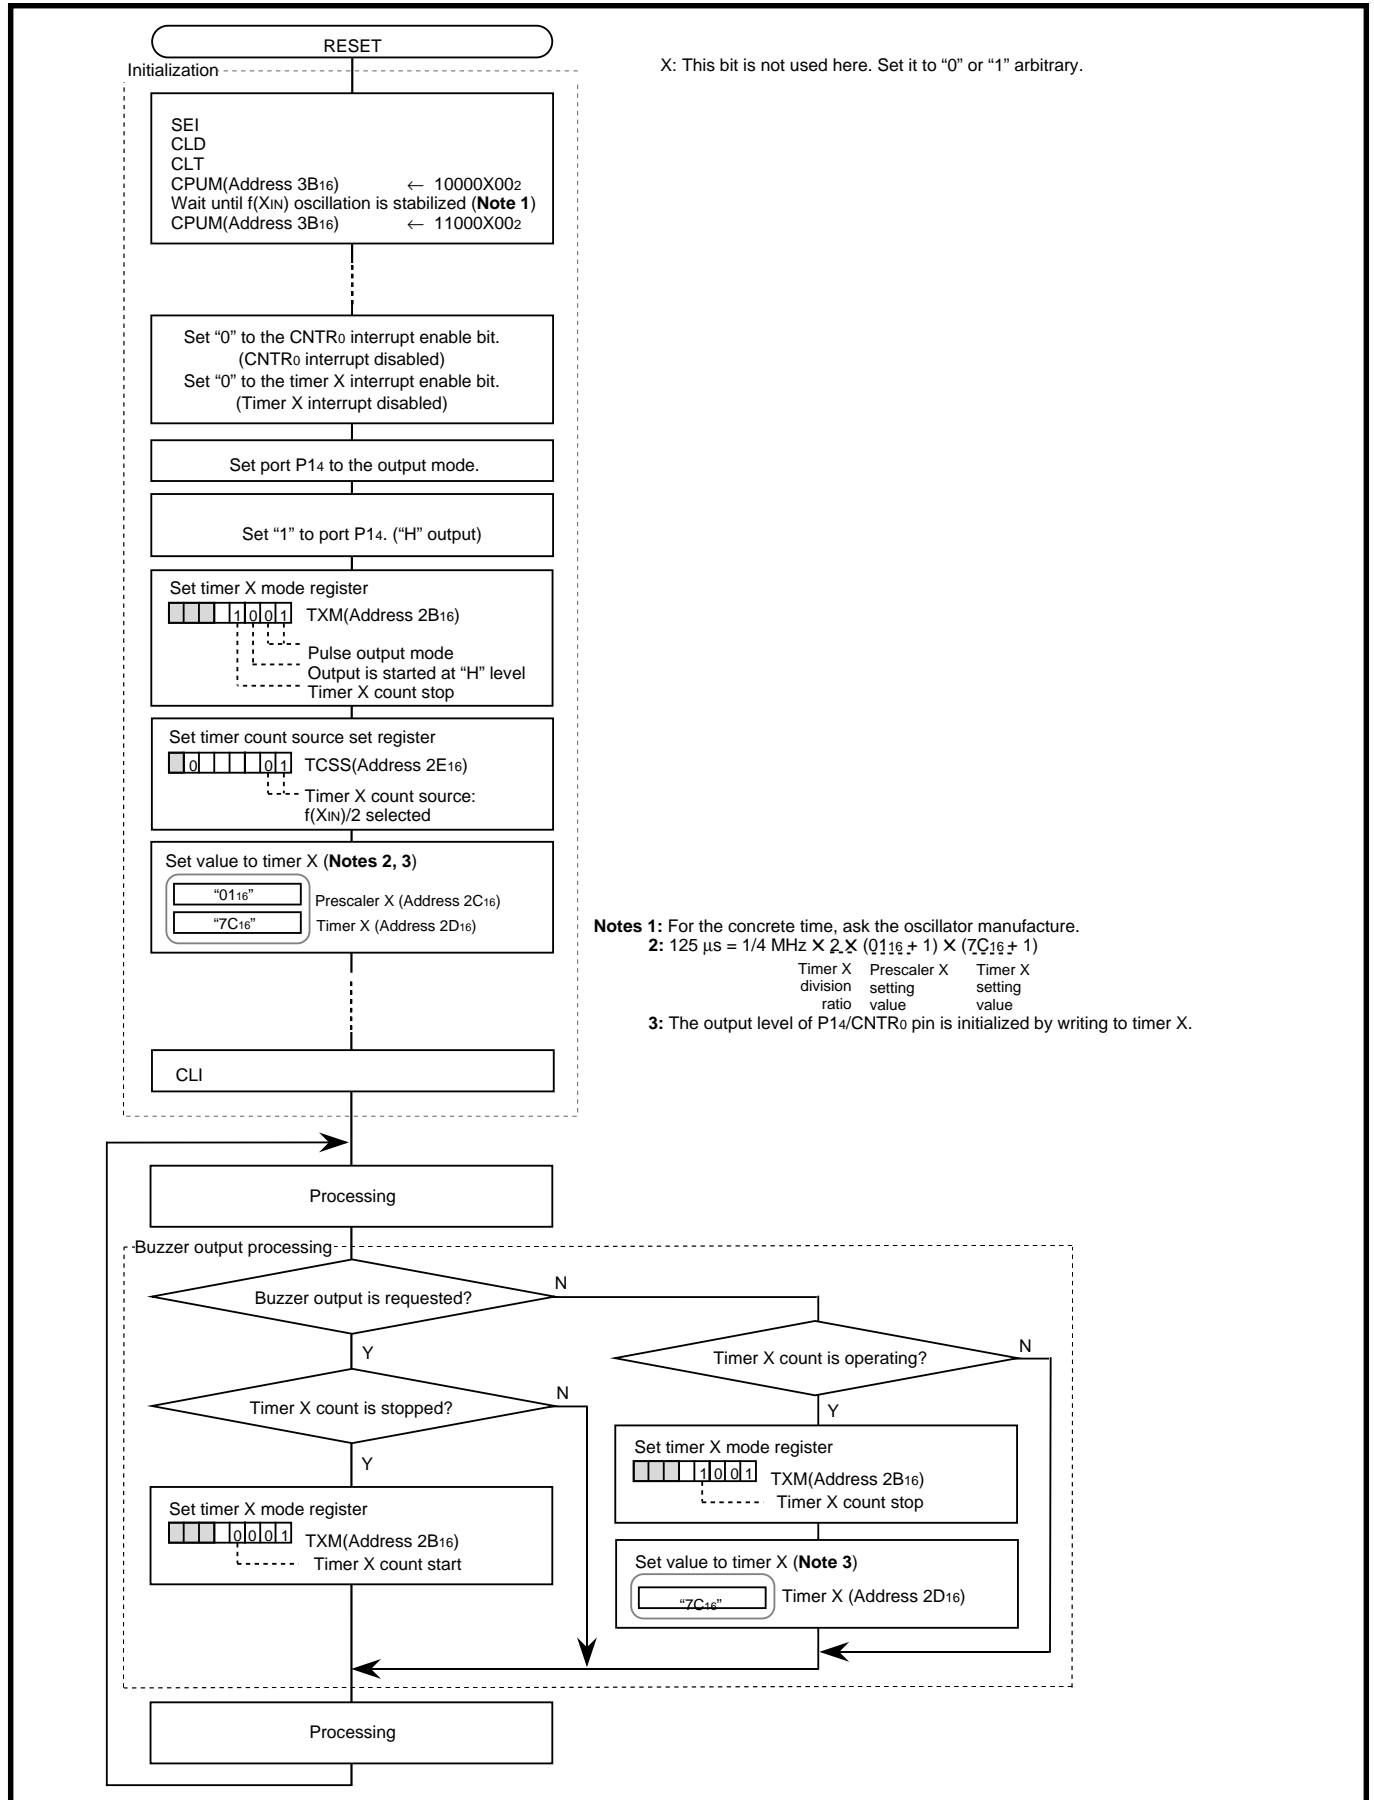 RESET
Initialization
X: This bit is not used here. Set it to “0” or “1” arbitrary.
SEI
CLD
CLT
CPUM(Address 3B16) ← 10000X002
Wait until f(XIN) oscillation is stabilized (Note 1)
CPUM(Address 3B16) ← 11000X002
Set “0” to the CNTR0 interrupt enable bit.
(CNTR0 interrupt disabled)
Set “0” to the timer X interrupt enable bit.
(Timer X interrupt disabled)
Set port P14 to the output mode.
Set “1” to port P14. (“H” output)
Set timer X mode register
1 0 0 1 TXM(Address 2B16)
Pulse output mode
Output is started at “H” level
Timer X count stop
Set timer count source set register
0 0 1 TCSS(Address 2E16)
Timer X count source:
f(XIN)/2 selected
Set value to timer X (Notes 2, 3)
“0116” Prescaler X (Address 2C16)
“7C16” Timer X (Address 2D16)
Notes 1: For the concrete time, ask the oscillator manufacture.
2: 125 μs = 1/4 MHz X 2 X (0116 + 1) X (7C16 + 1)
Timer X Prescaler X Timer X
division setting setting
ratio value value
3: The output level of P14/CNTR0 pin is initialized by writing to timer X.
CLI
Processing
Buzzer output processing
Buzzer output is requested?
N
Y
Timer X count is operating?
N
Y
Timer X count is stopped?
N
Y
Set timer X mode register
1 0 0 1 TXM(Address 2B16)
Timer X count stop
Set timer X mode register
0 0 0 1 TXM(Address 2B16)
Timer X count start
Set value to timer X (Note 3)
“7C16” Timer X (Address 2D16)
Processing